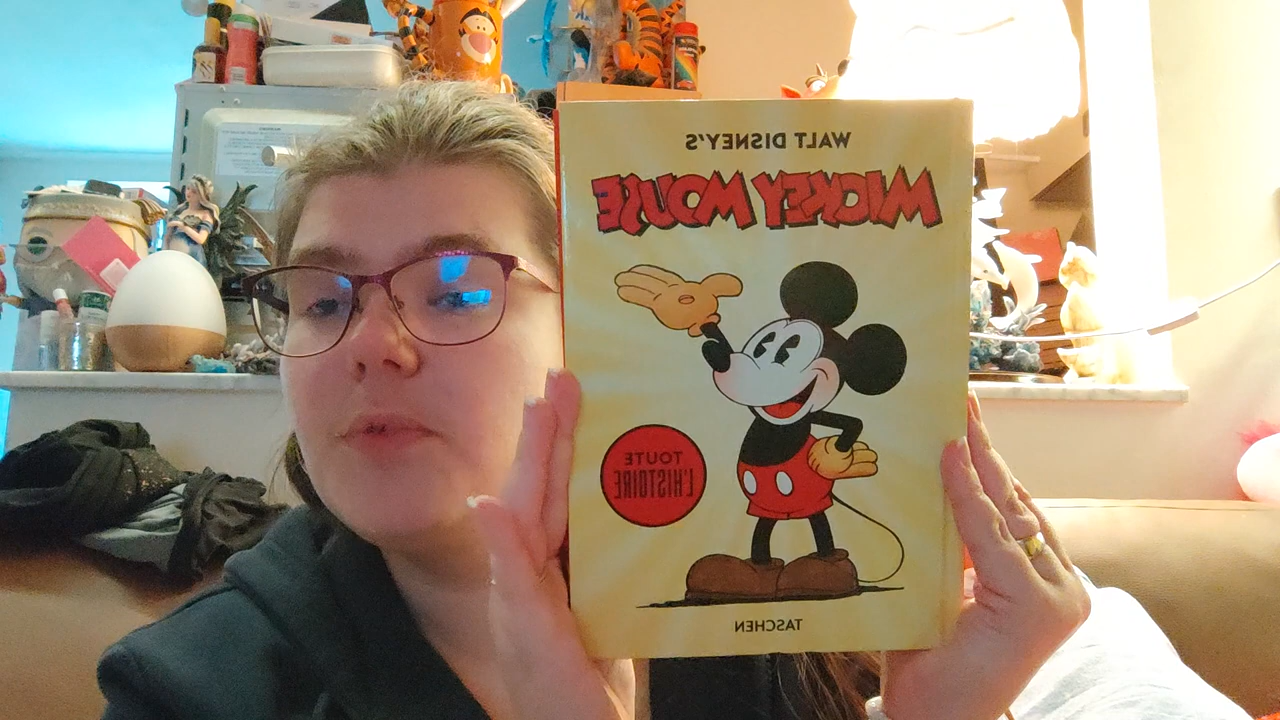 WALT DISNEY'S
MICKEY MOUSE
TOUTE
L'HISTOIRE
TASCHEN